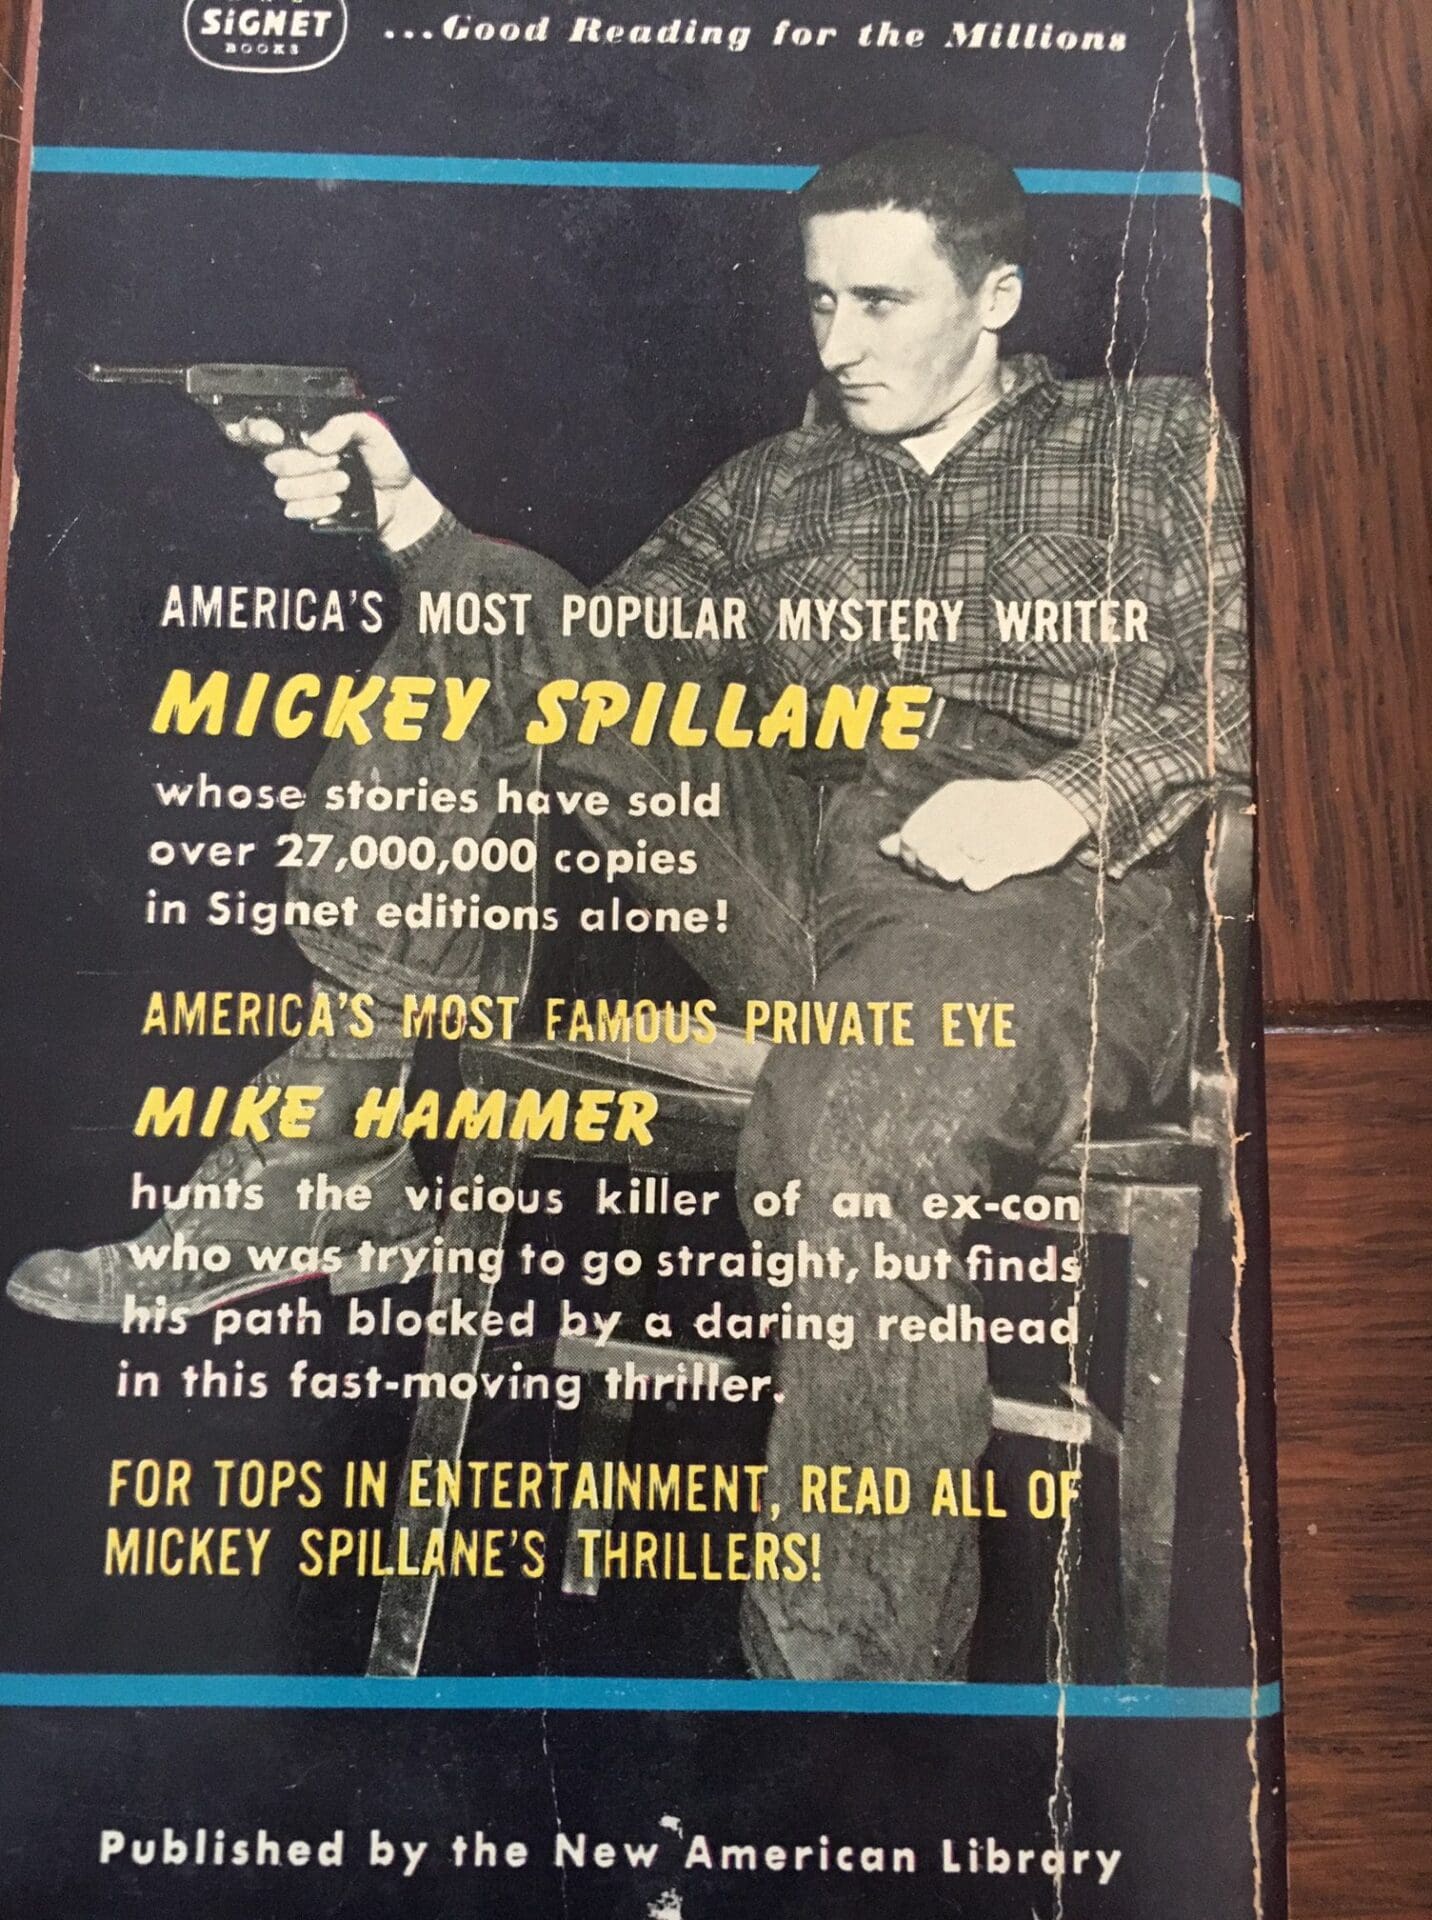 SIGNET
BOOKS
...Good Reading for the Millions
AMERICA'S MOST POPULAR MYSTERY WRITER
MICKEY SPILLANE
whose stories have sold
over 27,000,000 copies
in Signet editions alone!
AMERICA'S MOST FAMOUS PRIVATE EYE
MIKE HAMMER
hunts the vicious killer of an ex-con
who was trying to go straight, but finds
his path blocked by a daring redhead
in this fast-moving thriller.
FOR TOPS IN ENTERTAINMENT, READ ALL OF
MICKEY SPILLANE'S THRILLERS!
Published by the New American Library